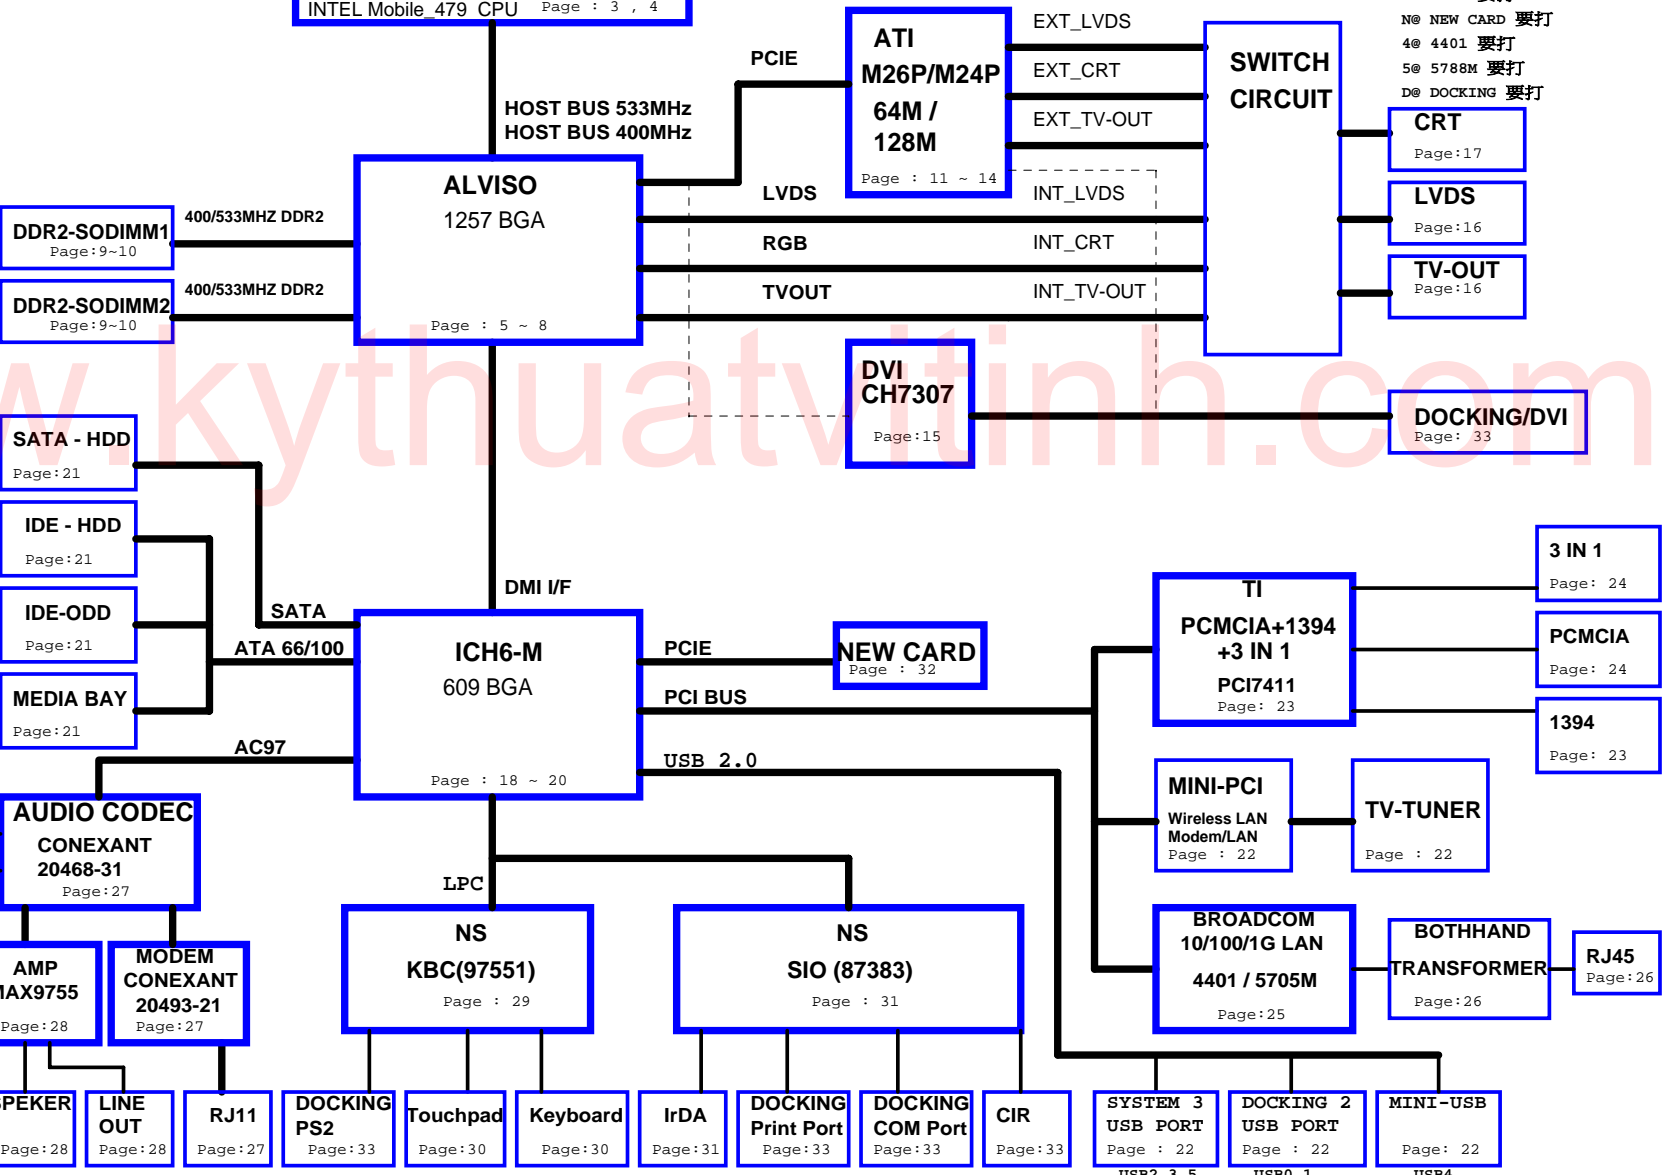 INTEL Mobile_479 CPU Page : 3 , 4
N@ NEW CARD 要打
4@ 4401 要打
5@ 5788M 要打
D@ DOCKING 要打
HOST BUS 533MHz
HOST BUS 400MHz
PCIE
ATI
M26P/M24P
64M /
128M
Page : 11 ~ 14
EXT_LVDS
EXT_CRT
EXT_TV-OUT
SWITCH
CIRCUIT
CRT
Page:17
LVDS
Page:16
TV-OUT
Page:16
ALVISO
1257 BGA
Page : 5 ~ 8
LVDS
INT_LVDS
RGB
INT_CRT
TVOUT
INT_TV-OUT
DDR2-SODIMM1
Page:9~10
400/533MHZ DDR2
DDR2-SODIMM2
Page:9~10
400/533MHZ DDR2
DVI
CH7307
Page:15
DOCKING/DVI
Page: 33
w.kythuatvitinh.com
SATA - HDD
Page:21
IDE - HDD
Page:21
IDE-ODD
Page:21
MEDIA BAY
Page:21
SATA
ATA 66/100
AC97
DMI I/F
ICH6-M
609 BGA
Page : 18 ~ 20
PCIE
NEW CARD
Page : 32
PCI BUS
USB 2.0
TI
PCMCIA+1394
+3 IN 1
PCI7411
Page: 23
3 IN 1
Page: 24
PCMCIA
Page: 24
1394
Page: 23
MINI-PCI
Wireless LAN
Modem/LAN
Page : 22
TV-TUNER
Page : 22
AUDIO CODEC
CONEXANT
20468-31
Page:27
LPC
NS
KBC(97551)
Page : 29
NS
SIO (87383)
Page : 31
BROADCOM
10/100/1G LAN
4401 / 5705M
Page:25
BOTHHAND
TRANSFORMER
Page:26
RJ45
Page:26
AMP
MAX9755
Page:28
MODEM
CONEXANT
20493-21
Page:27
SPEKER
Page:28
LINE
OUT
Page:28
RJ11
Page:27
DOCKING
PS2
Page:33
Touchpad
Page:30
Keyboard
Page:30
IrDA
Page:31
DOCKING
Print Port
Page:33
DOCKING
COM Port
Page:33
CIR
Page:33
SYSTEM 3
USB PORT
Page : 22
USB2,3,5
DOCKING 2
USB PORT
Page : 22
USB0,1
MINI-USB
Page: 22
USB4